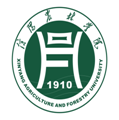 信阳农林学院
1910
XINYANG AGRICULTURE AND FORESTRY UNIVERSITY